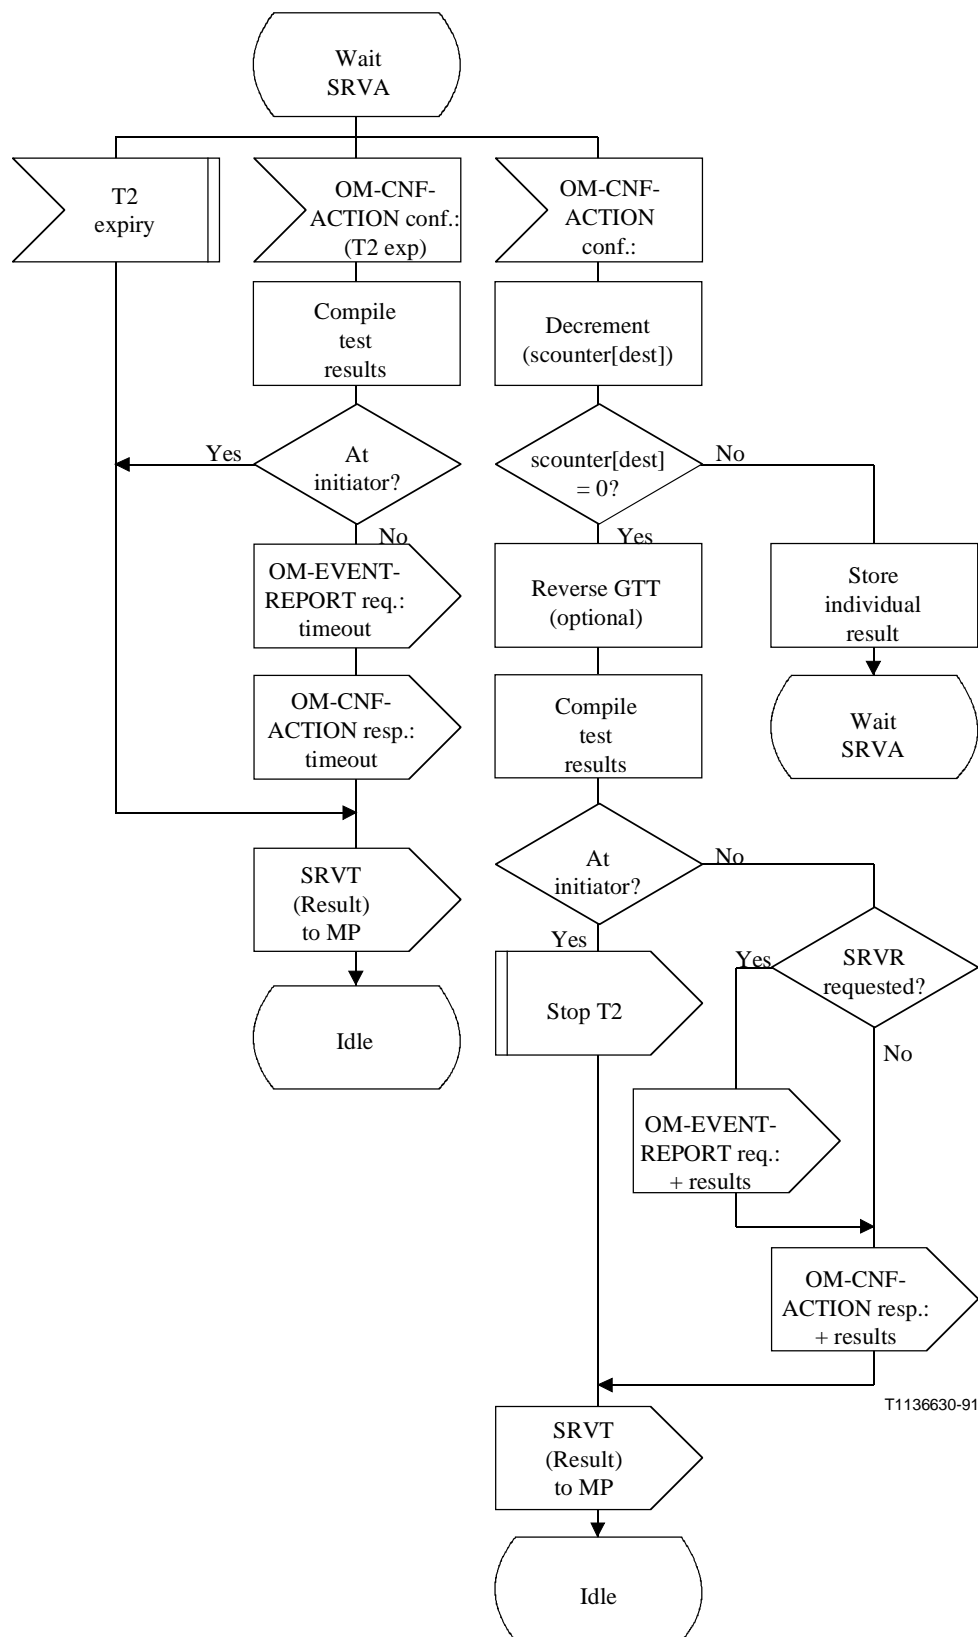 Wait
SRVA
T2
expiry
OM-CNF-
ACTION conf.:
(T2 exp)
OM-CNF-
ACTION
conf.:
Compile
test
results
Decrement
(scounter[dest])
Yes
At
initiator?
No
scounter[dest]
= 0?
No
Yes
OM-EVENT-
REPORT req.:
timeout
Reverse GTT
(optional)
Store
individual
result
OM-CNF-
ACTION resp.:
timeout
Compile
test
results
Wait
SRVA
SRVT
(Result)
to MP
At
initiator?
No
Yes
Idle
Stop T2
Yes
SRVR
requested?
No
OM-EVENT-
REPORT req.:
+ results
OM-CNF-
ACTION resp.:
+ results
T1136630-91
SRVT
(Result)
to MP
Idle